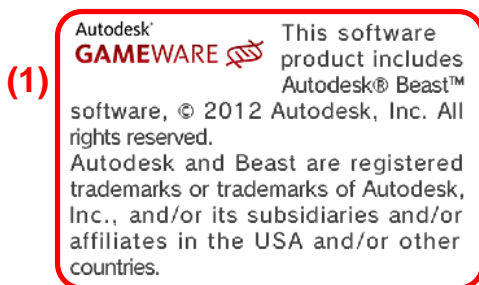 Autodesk®
GAMEWARE
This software
product includes
(1)
Autodesk® Beast™
software, © 2012 Autodesk, Inc. All
rights reserved.
Autodesk and Beast are registered
trademarks or trademarks of Autodesk,
Inc., and/or its subsidiaries and/or
affiliates in the USA and/or other
countries.